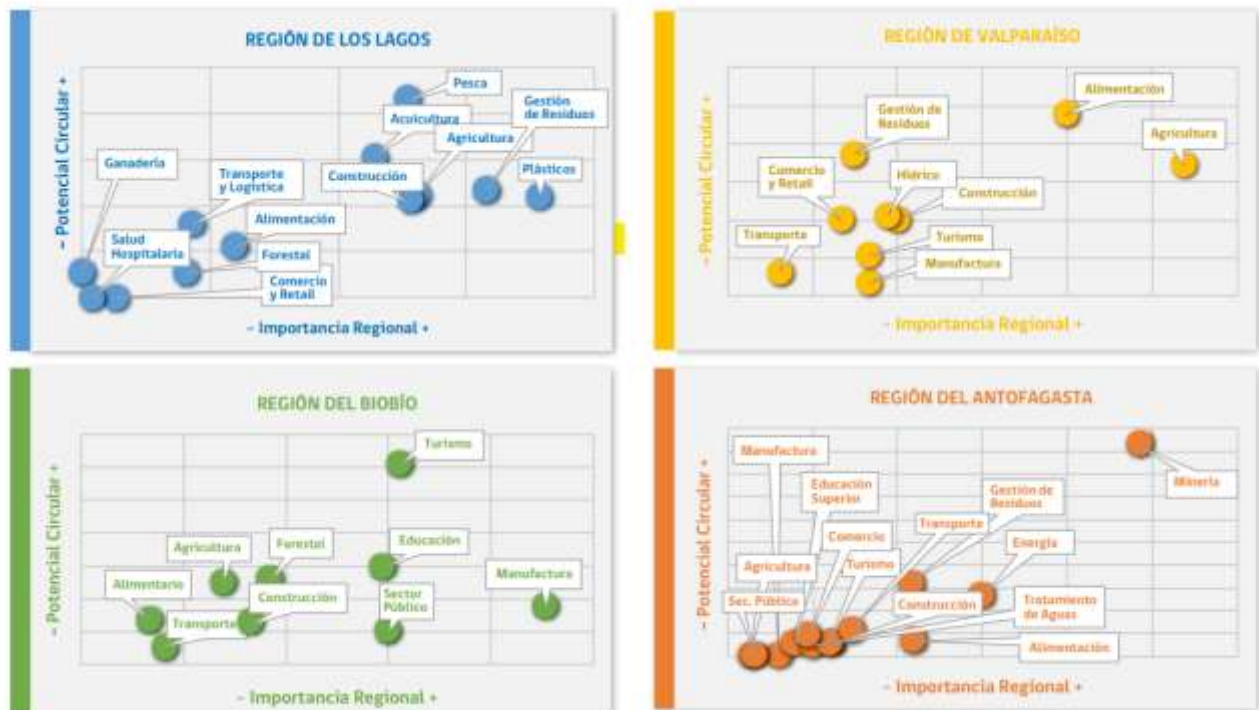 REGIÓN DE LOS LAGOS
– Potencial Circular +
Pesca
Gestión
de Residuos
Acuicultura
Agricultura
Ganadería
Transporte
y Logística
Construcción
Plásticos
Alimentación
Salud
Hospitalaria
Forestal
Comercio
y Retail
– Importancia Regional +
REGIÓN DE VALPARAÍSO
– Potencial Circular +
Alimentación
Gestión de
Residuos
Agricultura
Comercio
y Retail
Hídrico
Construcción
Transporte
Turismo
Manufactura
– Importancia Regional +
REGIÓN DEL BIOBÍO
– Potencial Circular +
Turismo
Agricultura
Forestal
Educación
Manufactura
Alimentario
Construcción
Sector
Público
Transporte
– Importancia Regional +
REGIÓN DEL ANTOFAGASTA
– Potencial Circular +
Manufactura
Minería
Educación
Superior
Gestión de
Residuos
Transporte
Comercio
Energía
Agricultura
Turismo
Sec. Público
Construcción
Tratamiento
de Aguas
Alimentación
– Importancia Regional +